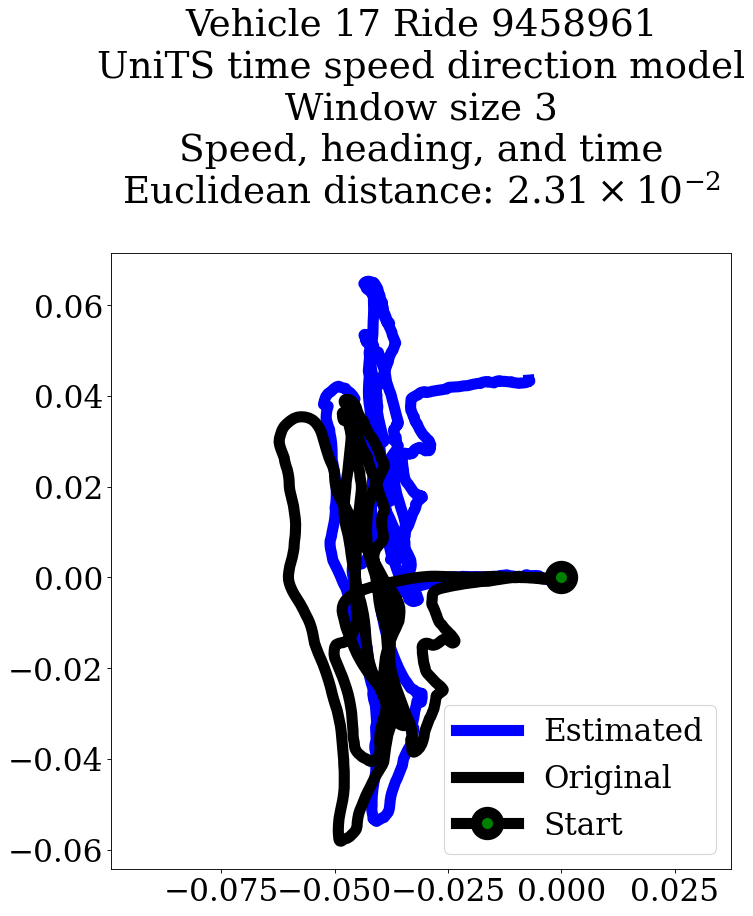 Vehicle 17 Ride 9458961
UniTS time speed direction model
Window size 3
Speed, heading, and time
Euclidean distance: 2.31 × 10⁻²
0.06
0.04
0.02
0.00
−0.02
−0.04
−0.06
Estimated
Original
Start
−0.075 −0.050 −0.025 0.000 0.025